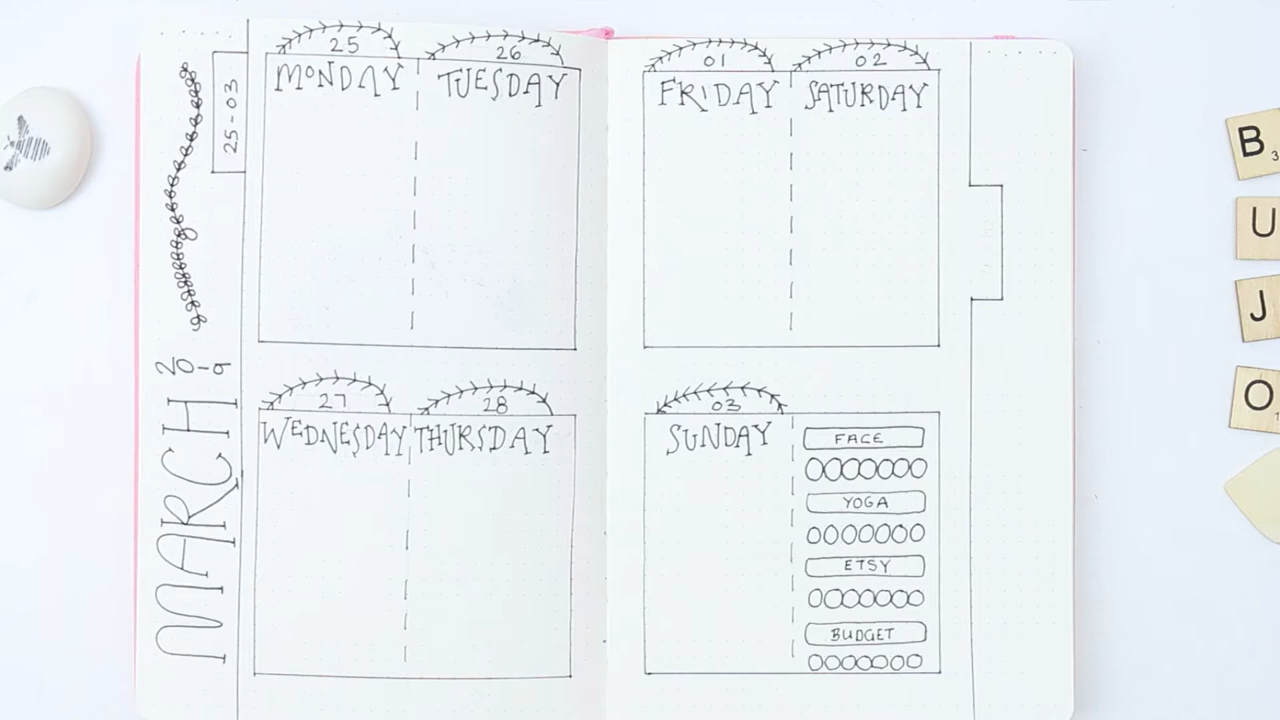 25-03
MARCH 2019
25
MONDAY
26
TUESDAY
27
WEDNESDAY
28
THURSDAY
01
FRIDAY
02
SATURDAY
03
SUNDAY
FACE
YOGA
ETSY
BUDGET
B3
U
J
O